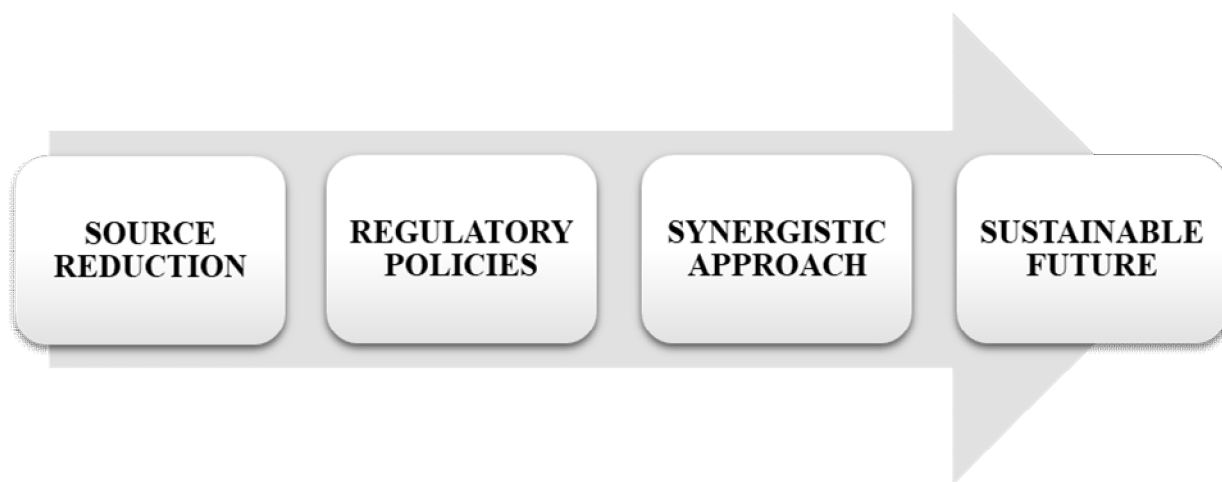 SOURCE
REDUCTION
REGULATORY
POLICIES
SYNERGISTIC
APPROACH
SUSTAINABLE
FUTURE